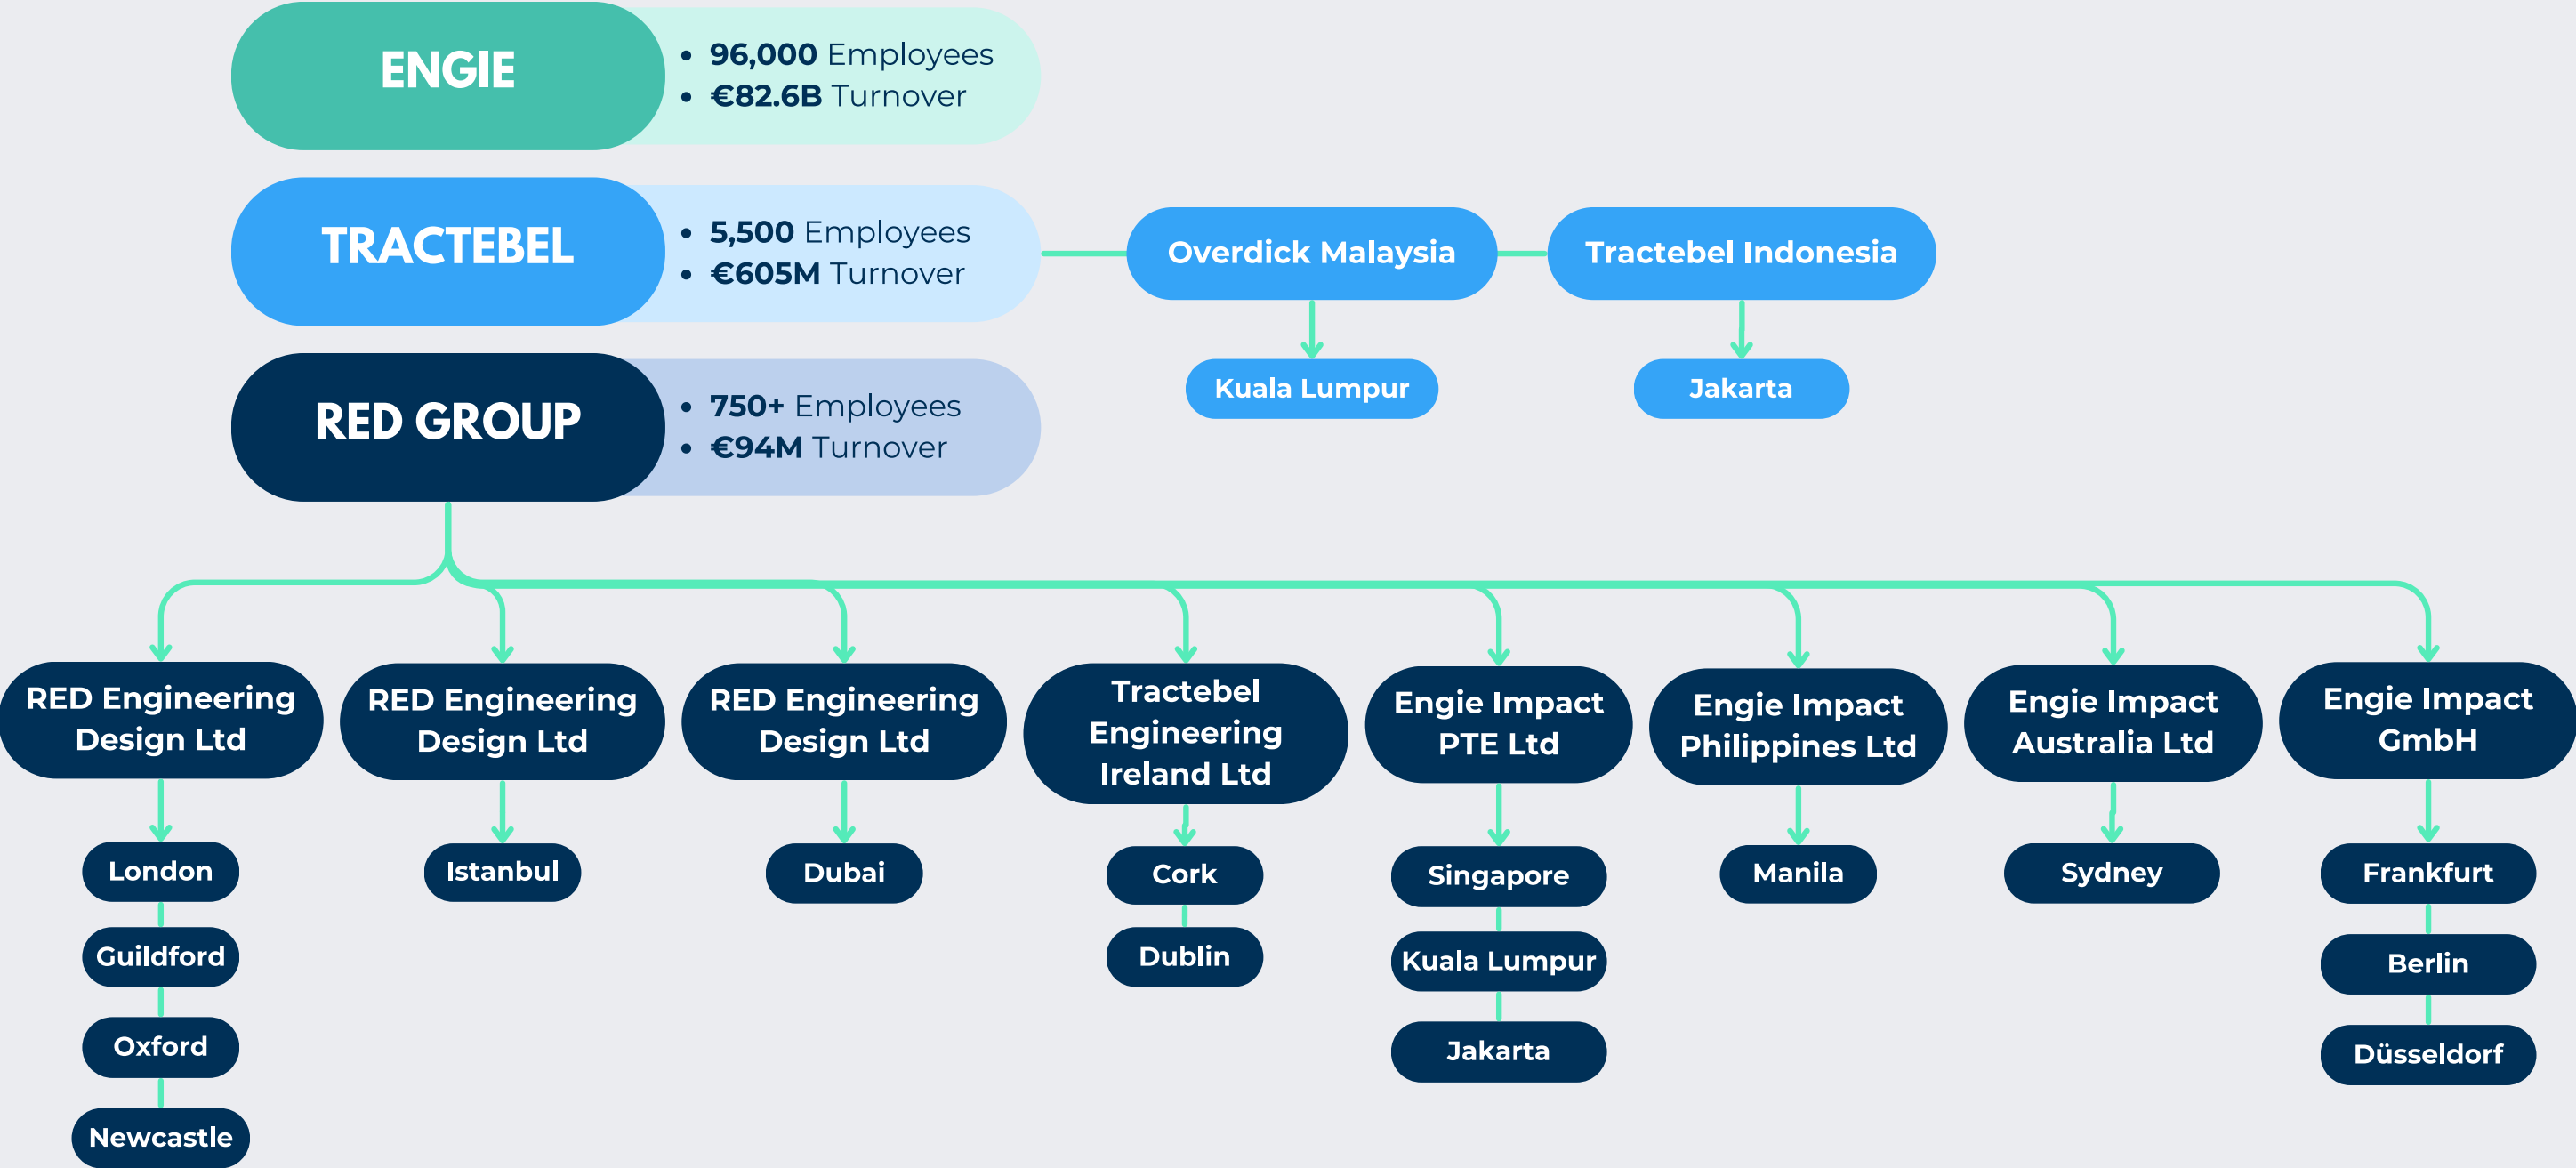 ENGIE
• 96,000 Employees
• €82.6B Turnover
TRACTEBEL
• 5,500 Employees
• €605M Turnover
Overdick Malaysia
Tractebel Indonesia
Kuala Lumpur
Jakarta
RED GROUP
• 750+ Employees
• €94M Turnover
RED Engineering
Design Ltd
London
Guildford
Oxford
Newcastle
RED Engineering
Design Ltd
Istanbul
RED Engineering
Design Ltd
Dubai
Tractebel
Engineering
Ireland Ltd
Cork
Dublin
Engie Impact
PTE Ltd
Singapore
Kuala Lumpur
Jakarta
Engie Impact
Philippines Ltd
Manila
Engie Impact
Australia Ltd
Sydney
Engie Impact
GmbH
Frankfurt
Berlin
Düsseldorf